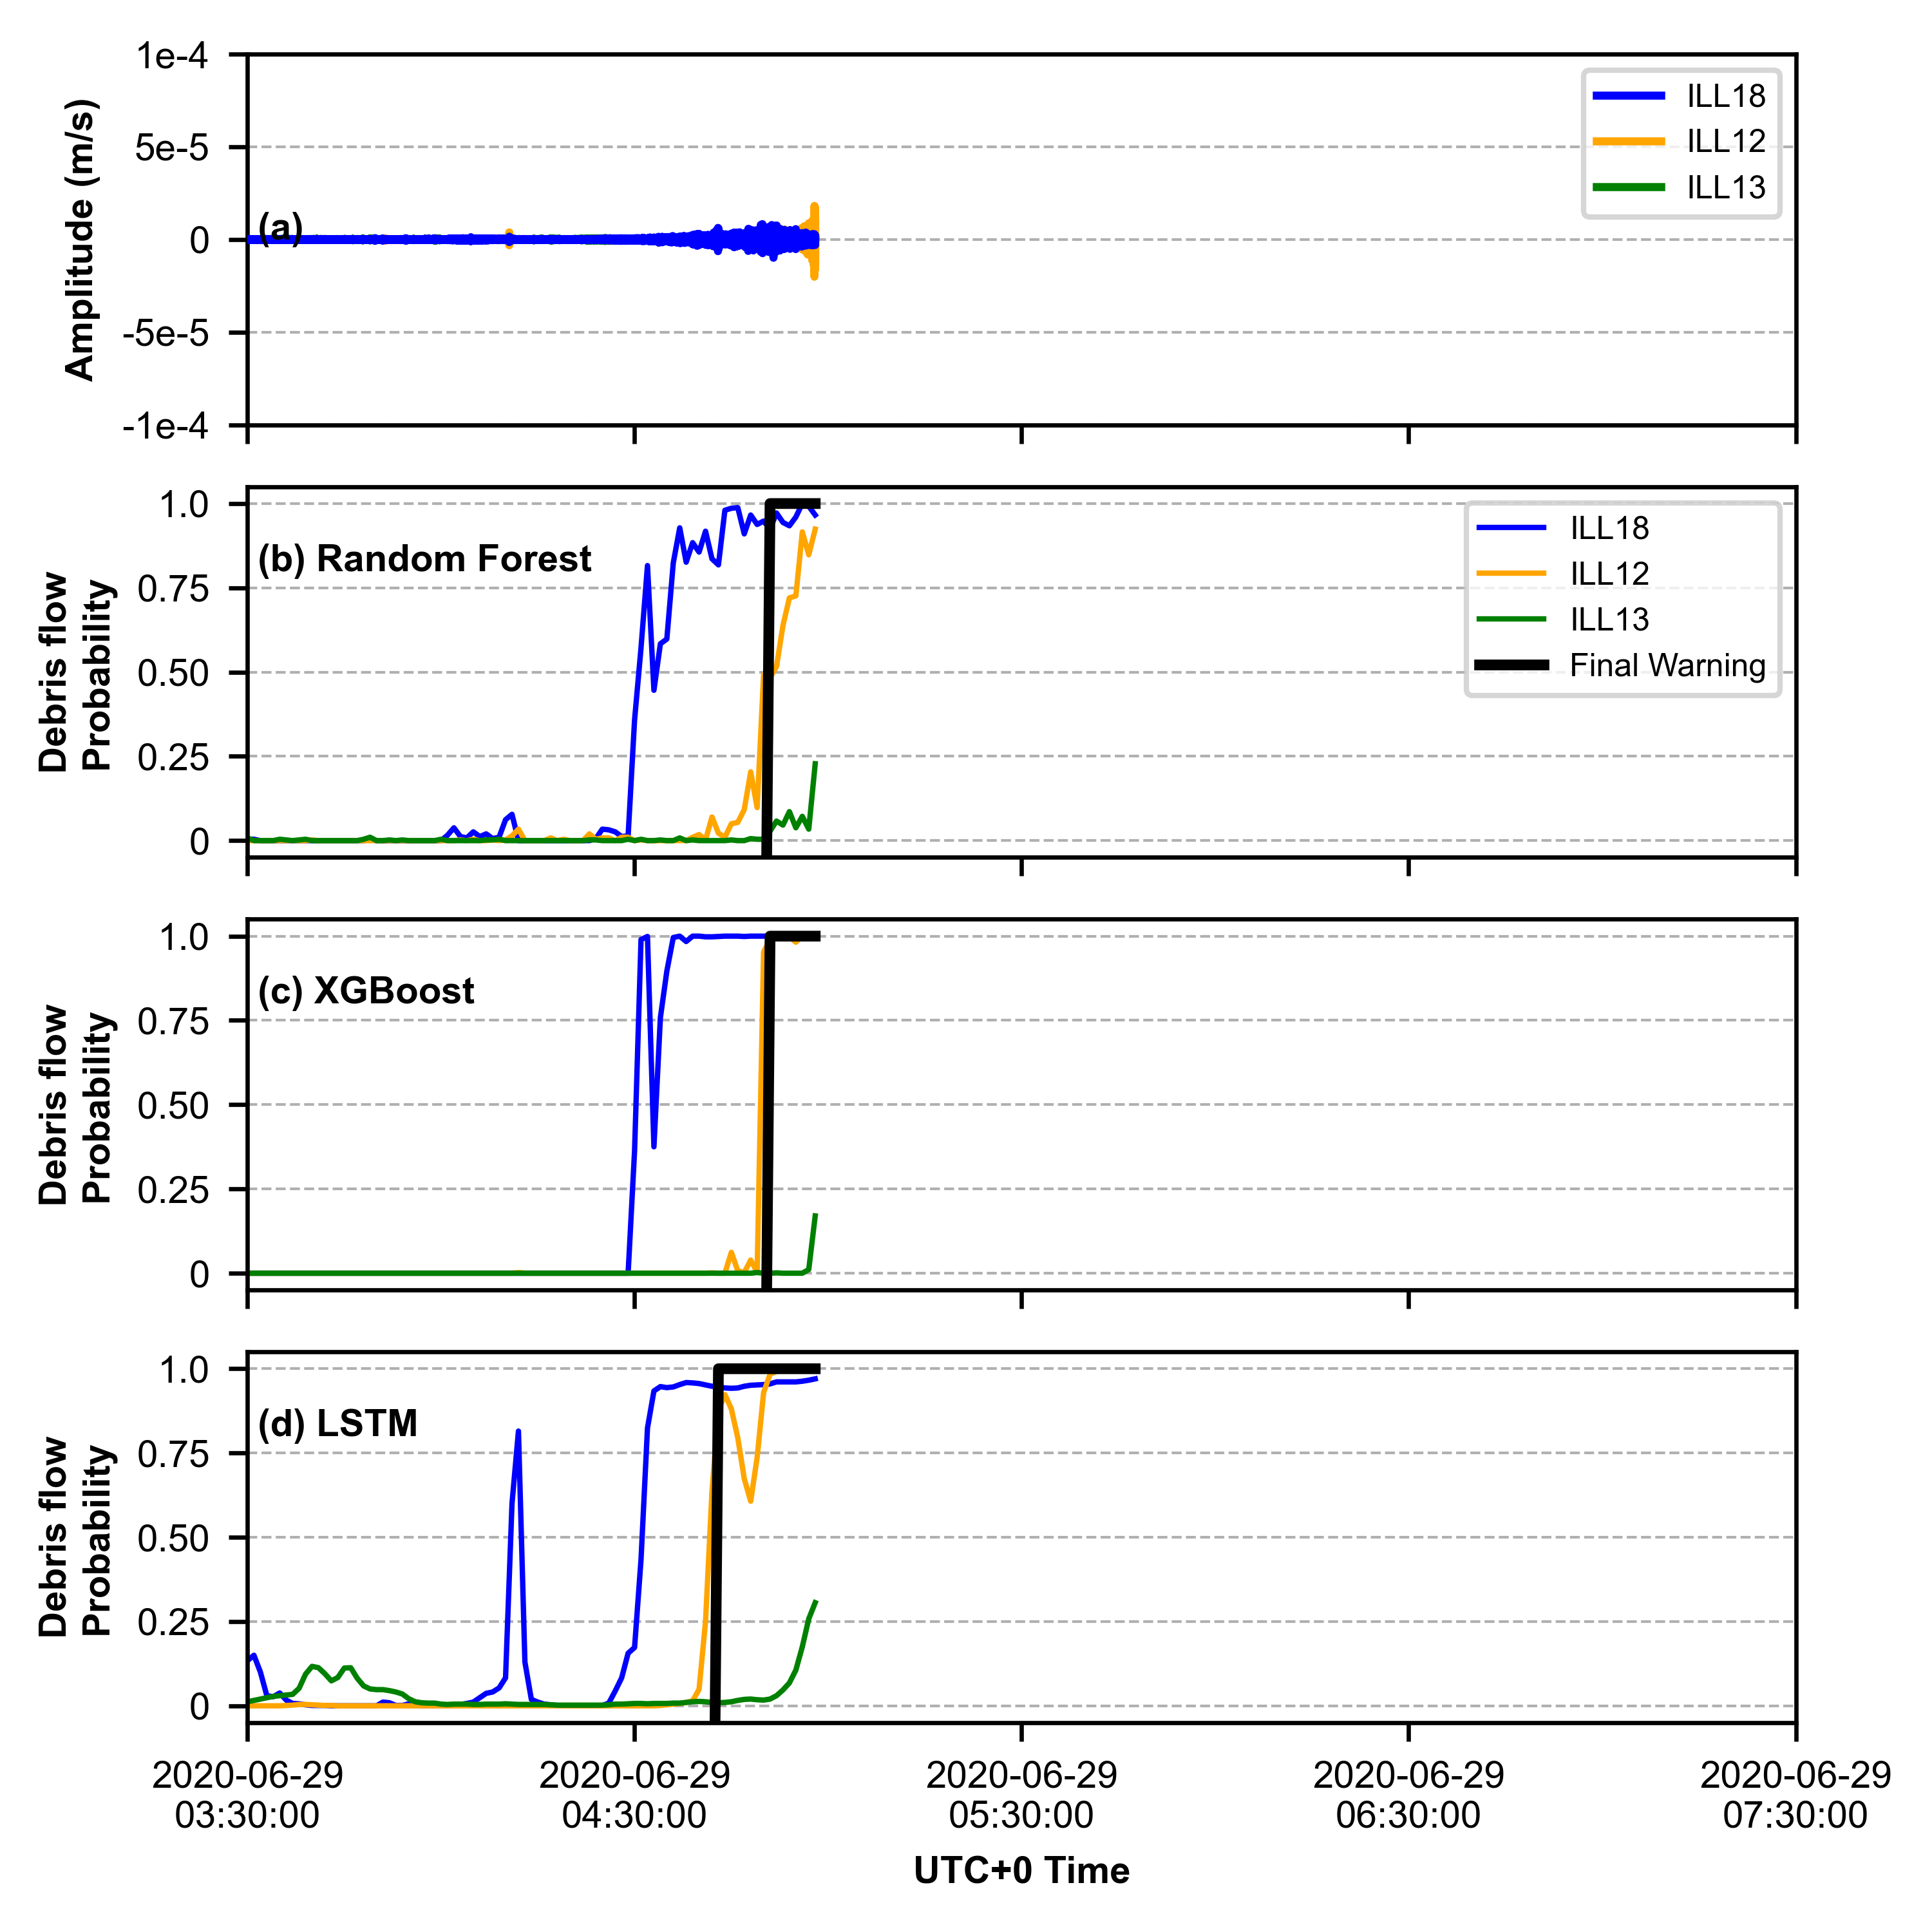 1e-4
5e-5
0
-5e-5
-1e-4
Amplitude (m/s)
(a)
ILL18
ILL12
ILL13
1.0
0.75
0.50
0.25
0
Debris flow
Probability
(b) Random Forest
ILL18
ILL12
ILL13
Final Warning
1.0
0.75
0.50
0.25
0
Debris flow
Probability
(c) XGBoost
1.0
0.75
0.50
0.25
0
Debris flow
Probability
(d) LSTM
2020-06-29
03:30:00
2020-06-29
04:30:00
2020-06-29
05:30:00
2020-06-29
06:30:00
2020-06-29
07:30:00
UTC+0 Time